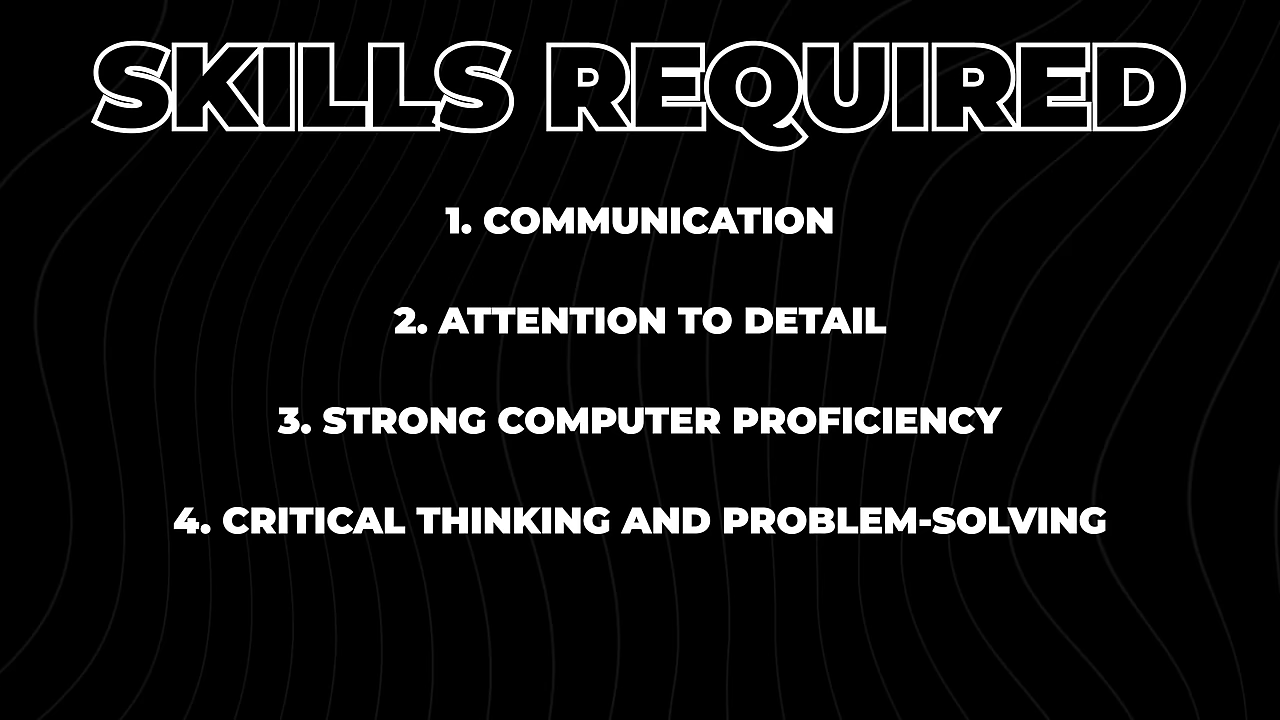 SKILLS REQUIRED
1. COMMUNICATION
2. ATTENTION TO DETAIL
3. STRONG COMPUTER PROFICIENCY
4. CRITICAL THINKING AND PROBLEM-SOLVING